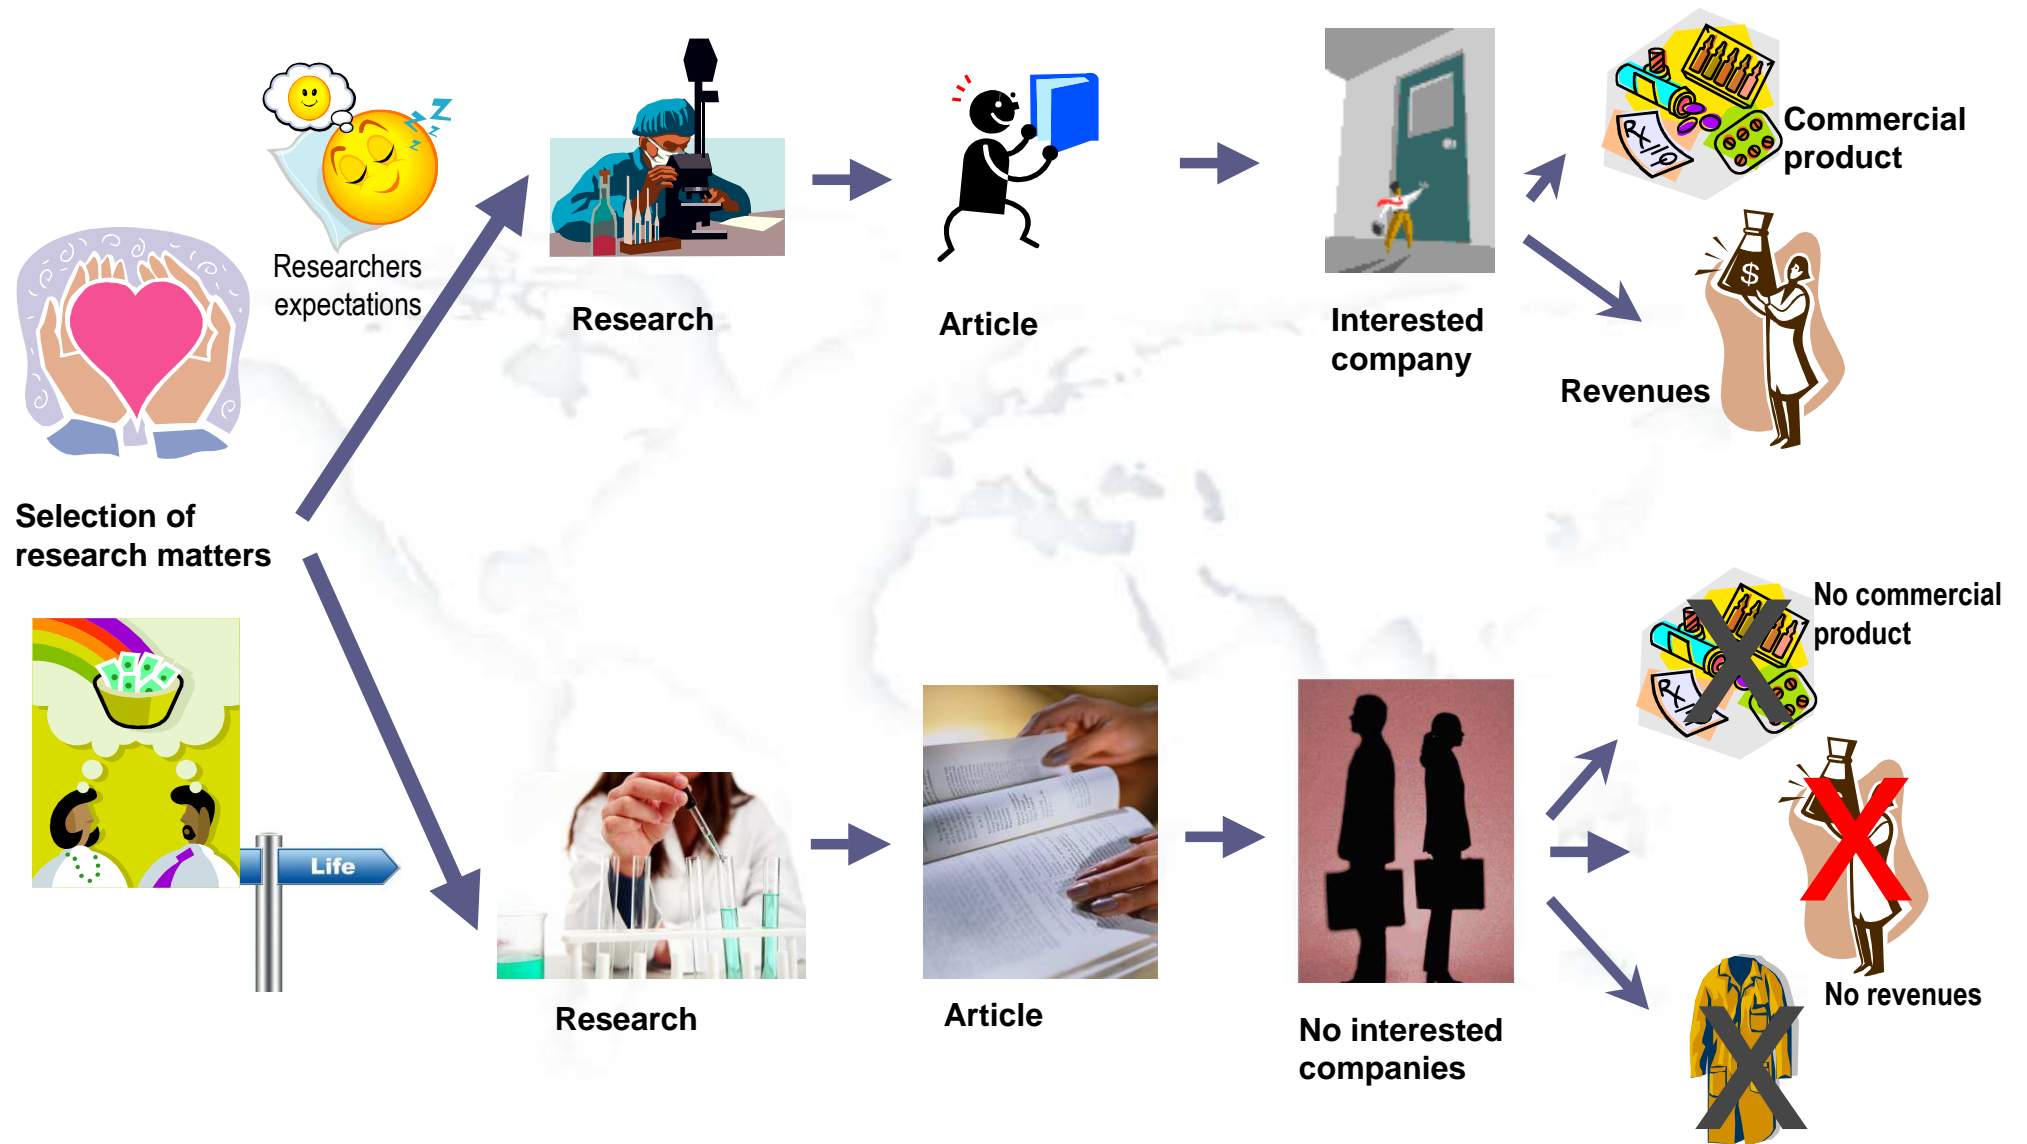 Researchers
expectations
Research
Article
Interested
company
Commercial
product
$
Revenues
Selection of
research matters
Life
Research
Article
No interested
companies
No commercial
product
No revenues